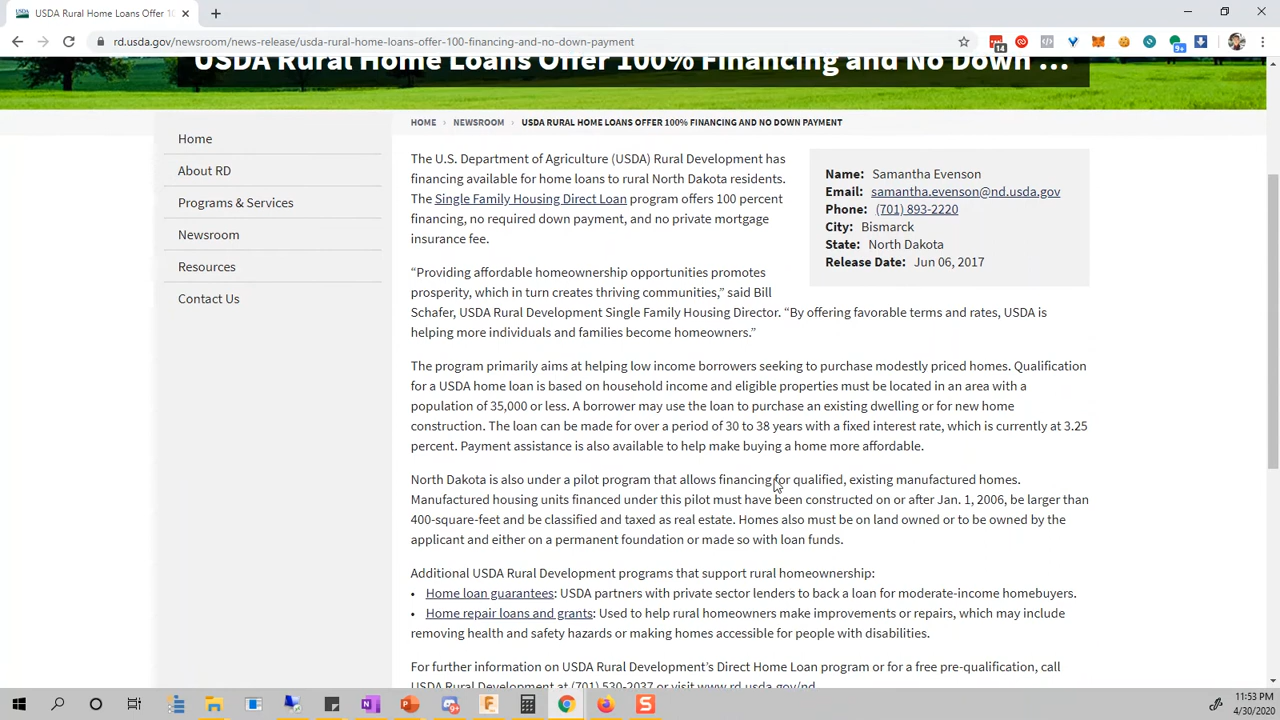 USDA Rural Home Loans Offer 10
rd.usda.gov/newsroom/news-release/usda-rural-home-loans-offer-100-financing-and-no-down-payment
14
9+
USDA Rural Home Loans Offer 100% Financing and No Down ...
HOME › NEWSROOM › USDA RURAL HOME LOANS OFFER 100% FINANCING AND NO DOWN PAYMENT
Home
About RD
Programs & Services
Newsroom
Resources
Contact Us
The U.S. Department of Agriculture (USDA) Rural Development has
financing available for home loans to rural North Dakota residents.
The Single Family Housing Direct Loan program offers 100 percent
financing, no required down payment, and no private mortgage
insurance fee.
Name: Samantha Evenson
Email: samantha.evenson@nd.usda.gov
Phone: (701) 893-2220
City: Bismarck
State: North Dakota
Release Date: Jun 06, 2017
“Providing affordable homeownership opportunities promotes
prosperity, which in turn creates thriving communities,” said Bill
Schafer, USDA Rural Development Single Family Housing Director. “By offering favorable terms and rates, USDA is
helping more individuals and families become homeowners.”
The program primarily aims at helping low income borrowers seeking to purchase modestly priced homes. Qualification
for a USDA home loan is based on household income and eligible properties must be located in an area with a
population of 35,000 or less. A borrower may use the loan to purchase an existing dwelling or for new home
construction. The loan can be made for over a period of 30 to 38 years with a fixed interest rate, which is currently at 3.25
percent. Payment assistance is also available to help make buying a home more affordable.
North Dakota is also under a pilot program that allows financing for qualified, existing manufactured homes.
Manufactured housing units financed under this pilot must have been constructed on or after Jan. 1, 2006, be larger than
400-square-feet and be classified and taxed as real estate. Homes also must be on land owned or to be owned by the
applicant and either on a permanent foundation or made so with loan funds.
Additional USDA Rural Development programs that support rural homeownership:
• Home loan guarantees: USDA partners with private sector lenders to back a loan for moderate-income homebuyers.
• Home repair loans and grants: Used to help rural homeowners make improvements or repairs, which may include
removing health and safety hazards or making homes accessible for people with disabilities.
For further information on USDA Rural Development’s Direct Home Loan program or for a free pre-qualification, call
USDA Rural Development at (701) 530-2037 or visit www.rd.usda.gov/nd.
11:53 PM
4/30/2020